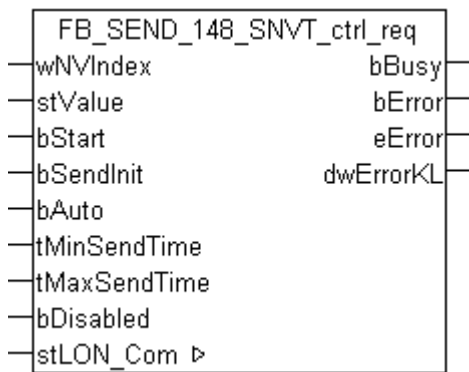 FB_SEND_148_SNVT_ctrl_req
wNVIndex bBusy
stValue bError
bStart eError
bSendInit dwErrorKL
bAuto
tMinSendTime
tMaxSendTime
bDisabled
stLON_Com ▷